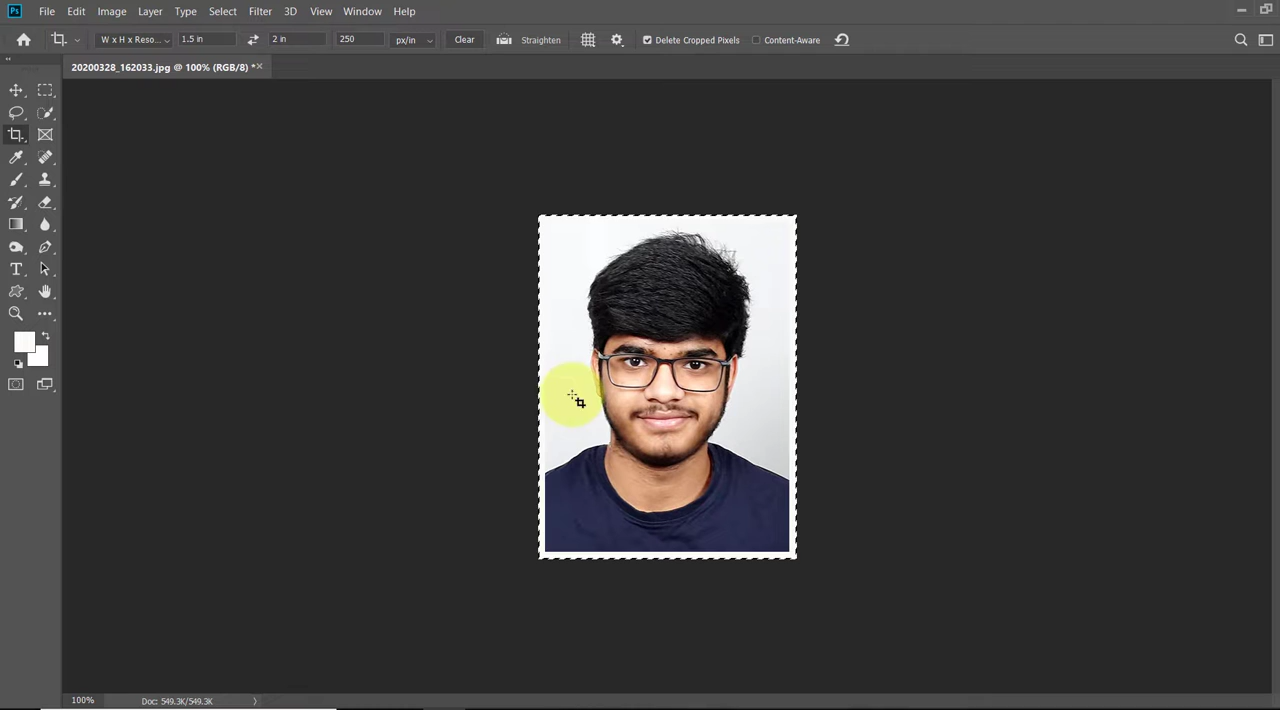 Ps File Edit Image Layer Type Select Filter 3D View Window Help
W x H x Reso... 1.5 in 2 in 250 px/in Clear Straighten Delete Cropped Pixels Content-Aware
20200328_162033.jpg @ 100% (RGB/8) *
100% Doc: 549.3K/549.3K